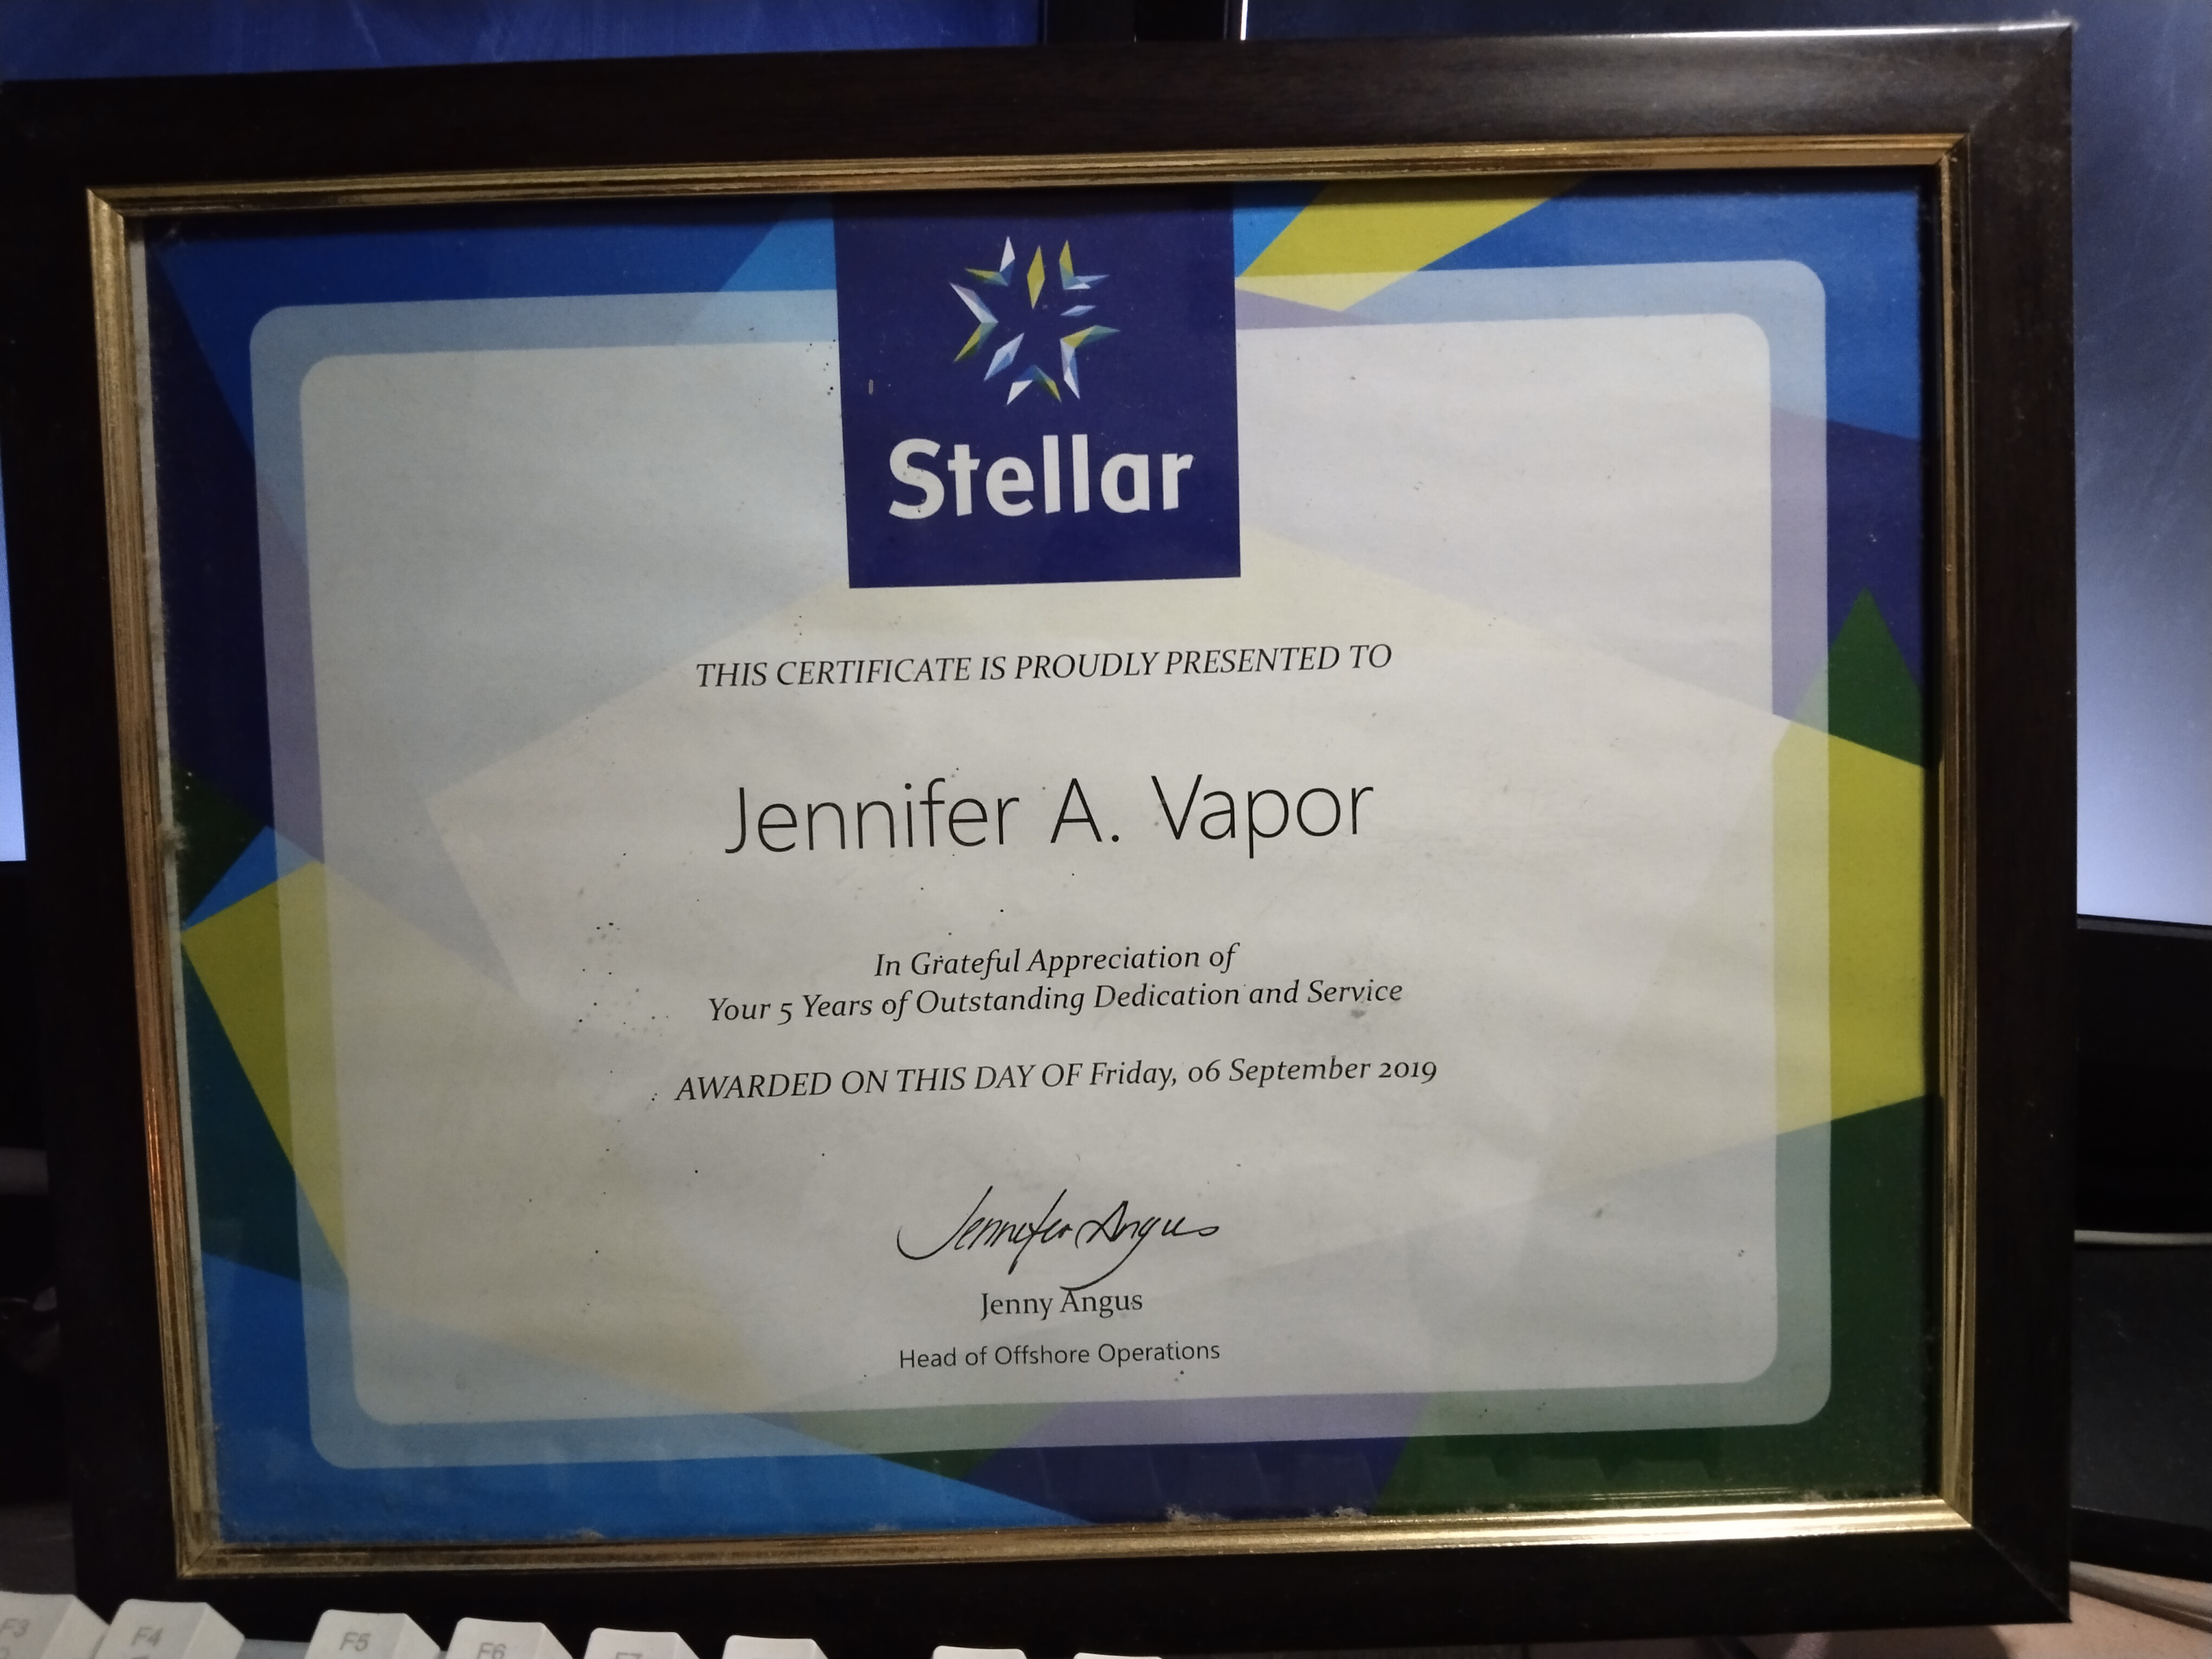 Stellar
THIS CERTIFICATE IS PROUDLY PRESENTED TO
Jennifer A. Vapor
In Grateful Appreciation of
Your 5 Years of Outstanding Dedication and Service
AWARDED ON THIS DAY OF Friday, 06 September 2019
Jennifer Angus
Jenny Angus
Head of Offshore Operations
F3 F4 F5 F6 F7